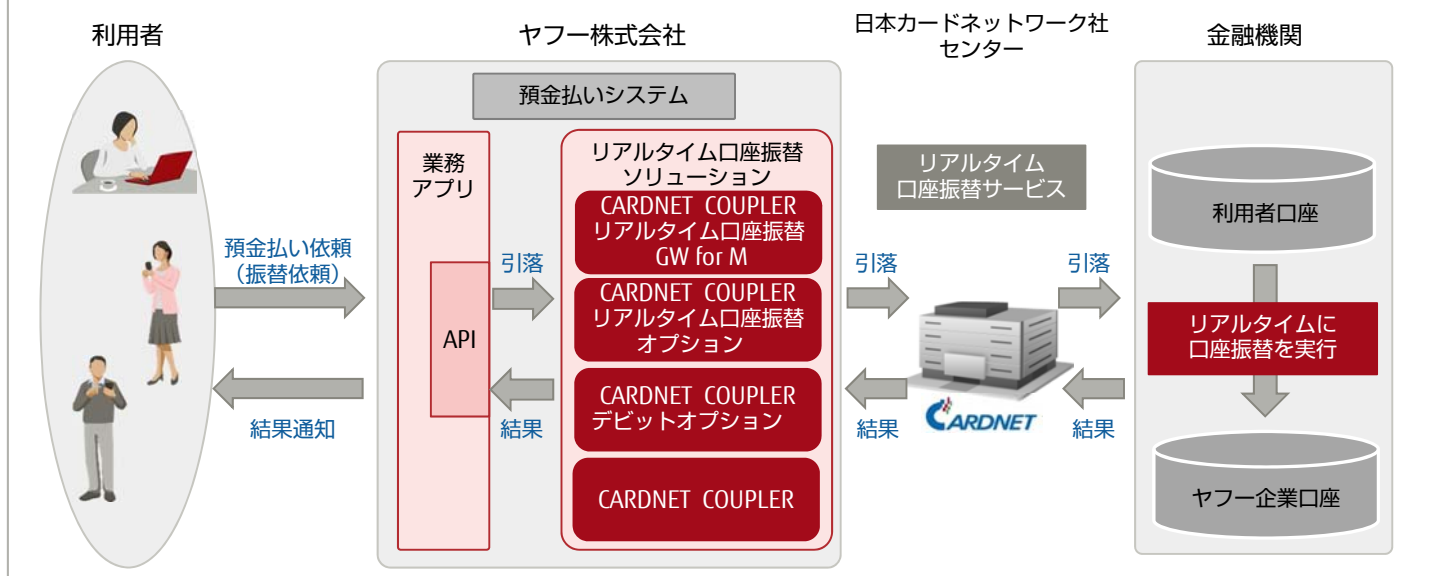 利用者
ヤフー株式会社
日本カードネットワーク社
センター
金融機関
預金払いシステム
業務
アプリ
リアルタイム口座振替
ソリューション
CARDNET COUPLER
リアルタイム口座振替
GW for M
CARDNET COUPLER
リアルタイム口座振替
オプション
CARDNET COUPLER
デビットオプション
CARDNET COUPLER
API
預金払い依頼
（振替依頼）
結果通知
引落
結果
引落
結果
リアルタイム
口座振替サービス
CARDNET
引落
結果
利用者口座
リアルタイムに
口座振替を実行
ヤフー企業口座